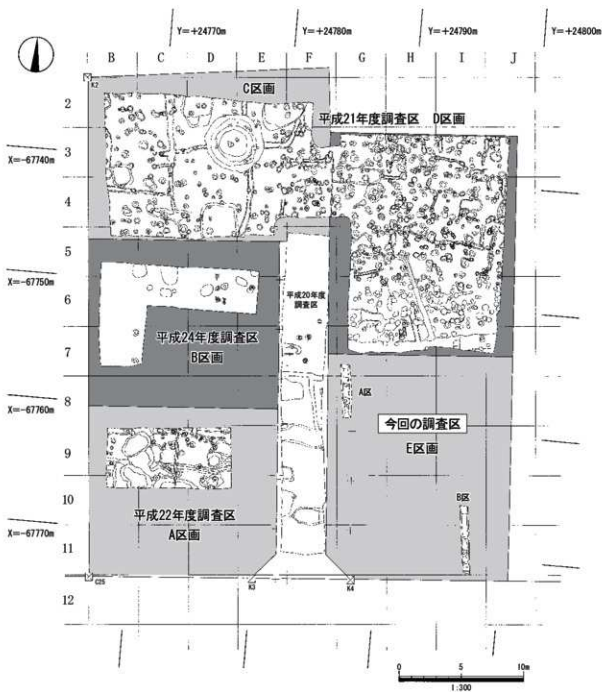 Y=+24770m
Y=+24780m
Y=+24790m
Y=+24800m
B C D E F G H I J
K2
C区画
2
平成21年度調査区 D区画
X=-67740m
3
4
5
X=-67750m
6
平成20年度
調査区
平成24年度調査区
B区画
7
8
A区
X=-67760m
今回の調査区
E区画
9
10
B区
平成22年度調査区
A区画
X=-67770m
11
C25
K3
K4
12
0 5 10m
1:300